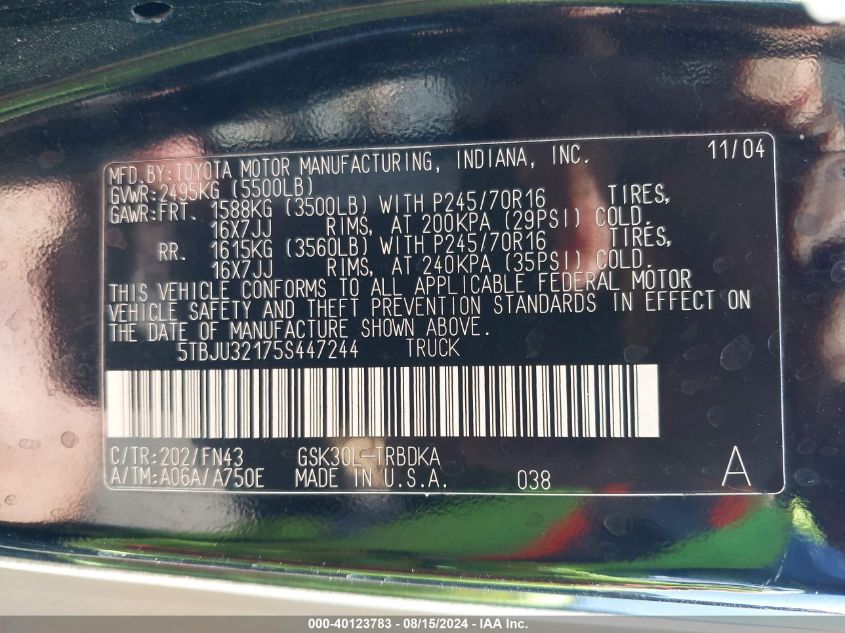 MFD.BY:TOYOTA MOTOR MANUFACTURING, INDIANA, INC. 11/04
GVWR:2495KG (5500LB)
GAWR:FRT. 1588KG (3500LB) WITH P245/70R16 TIRES,
16X7JJ RIMS, AT 200KPA (29PSI) COLD.
RR. 1615KG (3560LB) WITH P245/70R16 TIRES,
16X7JJ RIMS, AT 240KPA (35PSI) COLD.
THIS VEHICLE CONFORMS TO ALL APPLICABLE FEDERAL MOTOR
VEHICLE SAFETY AND THEFT PREVENTION STANDARDS IN EFFECT ON
THE DATE OF MANUFACTURE SHOWN ABOVE.
5TBJU32175S447244 TRUCK
C/TR:202/FN43 GSK30L-TRBDKA
A/TM:A06A/A750E MADE IN U.S.A. 038 A
000-40123783 - 08/15/2024 - IAA Inc.